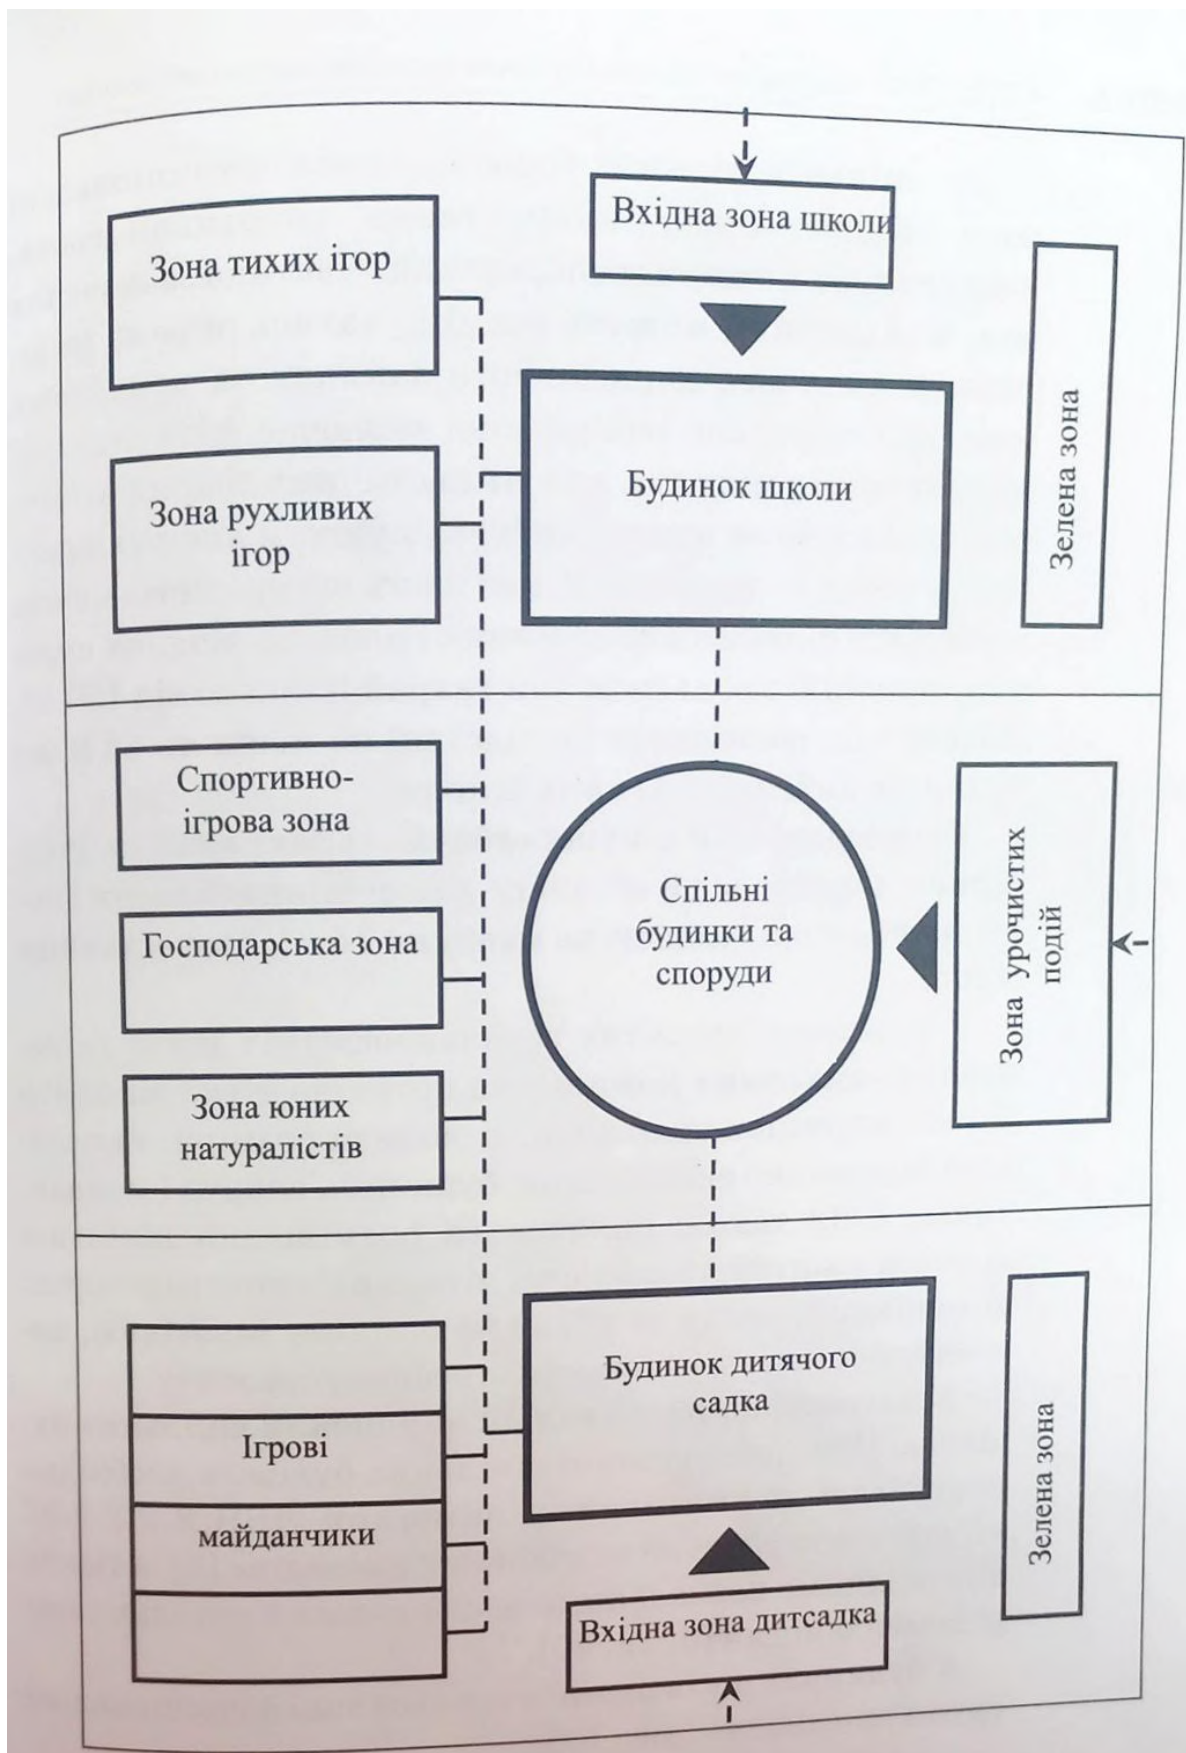 Вхідна зона школи
Зона тихих ігор
Зелена зона
Будинок школи
Зона рухливих
ігор
Спортивно-
ігрова зона
Спільні
будинки та
споруди
Зона урочистих
подій
Господарська зона
Зона юних
натуралістів
Будинок дитячого
садка
Ігрові
майданчики
Зелена зона
Вхідна зона дитсадка